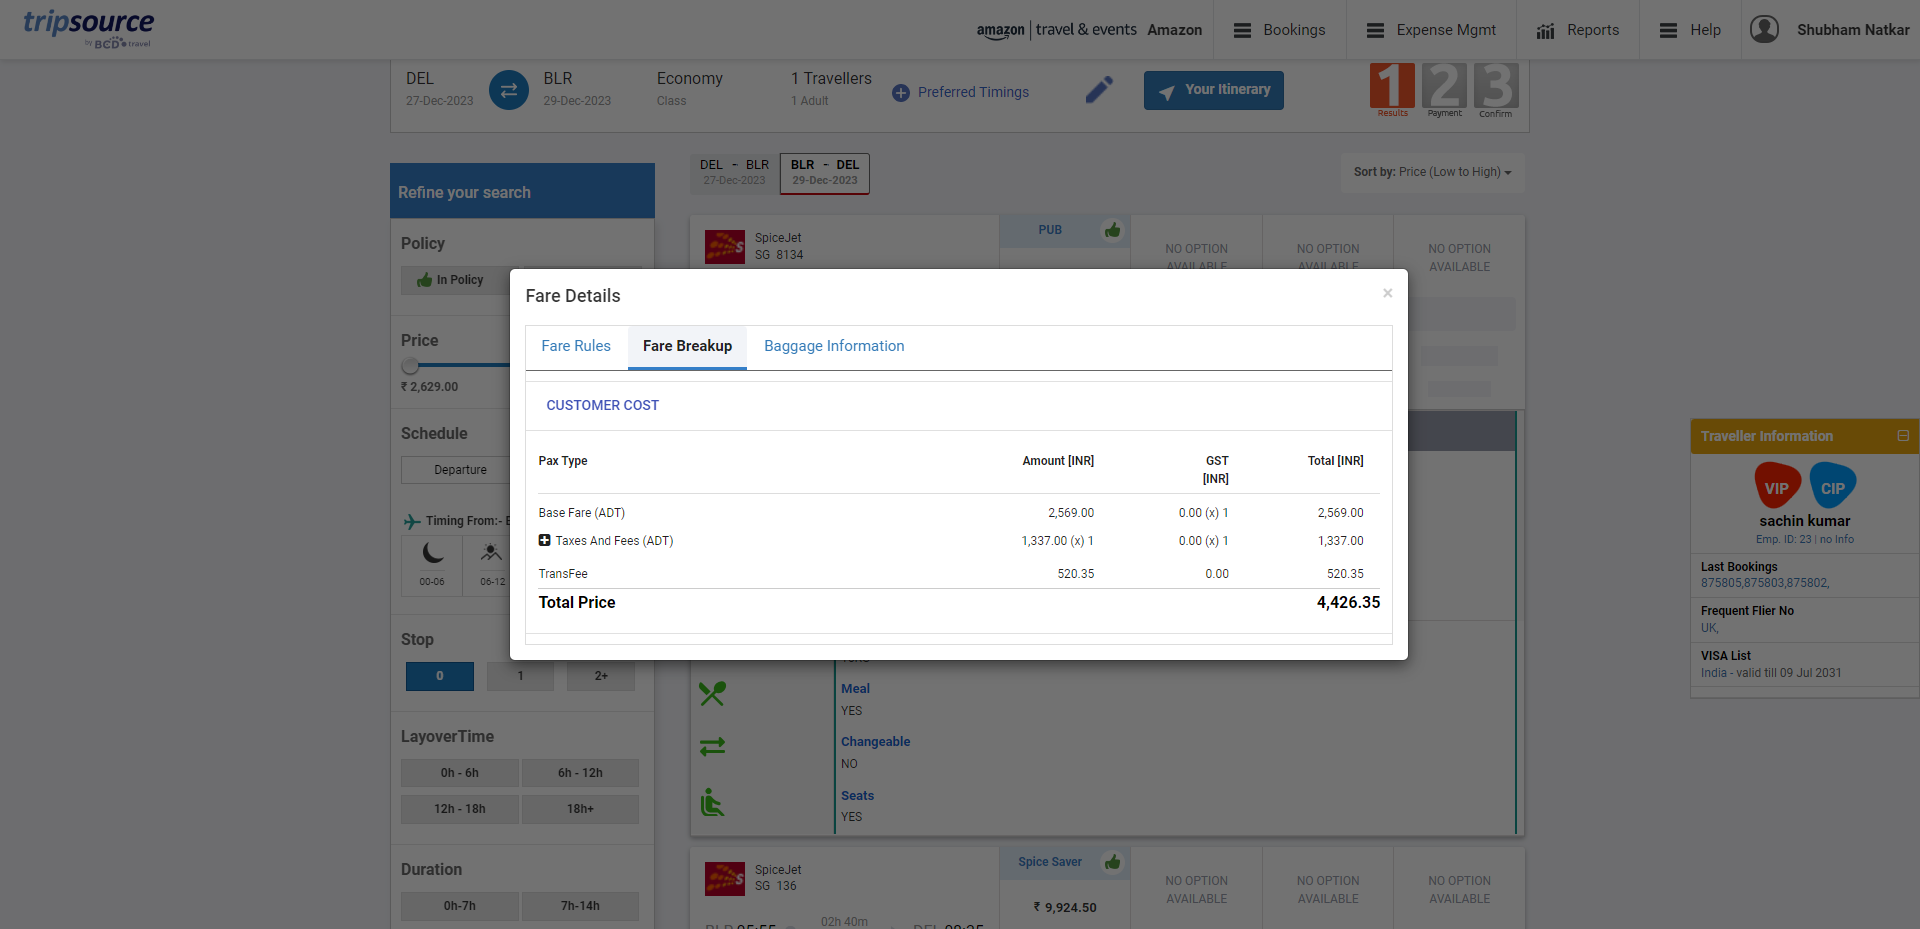 tripsource
by BCD travel
amazon travel & events Amazon
Bookings
Expense Mgmt
Reports
Help
Shubham Natkar
DEL
27-Dec-2023
BLR
29-Dec-2023
Economy
Class
1 Travellers
1 Adult
Preferred Timings
Your Itinerary
1 2 3
Results Payment Confirm
DEL - BLR
27-Dec-2023
BLR - DEL
29-Dec-2023
Sort by: Price (Low to High)
Refine your search
Policy
In Policy
Price
₹ 2,629.00
Schedule
Departure
Timing From:-
00-06
06-12
Stop
0 1 2+
LayoverTime
0h - 6h 6h - 12h
12h - 18h 18h+
Duration
0h-7h 7h-14h
SpiceJet
SG 8134
PUB
NO OPTION
AVAILABLE
NO OPTION
AVAILABLE
NO OPTION
AVAILABLE
Fare Details
×
Fare Rules
Fare Breakup
Baggage Information
CUSTOMER COST
Pax Type Amount [INR] GST [INR] Total [INR]
Base Fare (ADT) 2,569.00 0.00 (x) 1 2,569.00
Taxes And Fees (ADT) 1,337.00 (x) 1 0.00 (x) 1 1,337.00
TransFee 520.35 0.00 520.35
Total Price 4,426.35
Meal
YES
Changeable
NO
Seats
YES
SpiceJet
SG 136
02h 40m
Spice Saver
₹ 9,924.50
NO OPTION
AVAILABLE
NO OPTION
AVAILABLE
NO OPTION
AVAILABLE
Traveller Information
VIP CIP
sachin kumar
Emp. ID: 23 | no Info
Last Bookings
875805,875803,875802,
Frequent Flier No
UK,
VISA List
India - valid till 09 Jul 2031